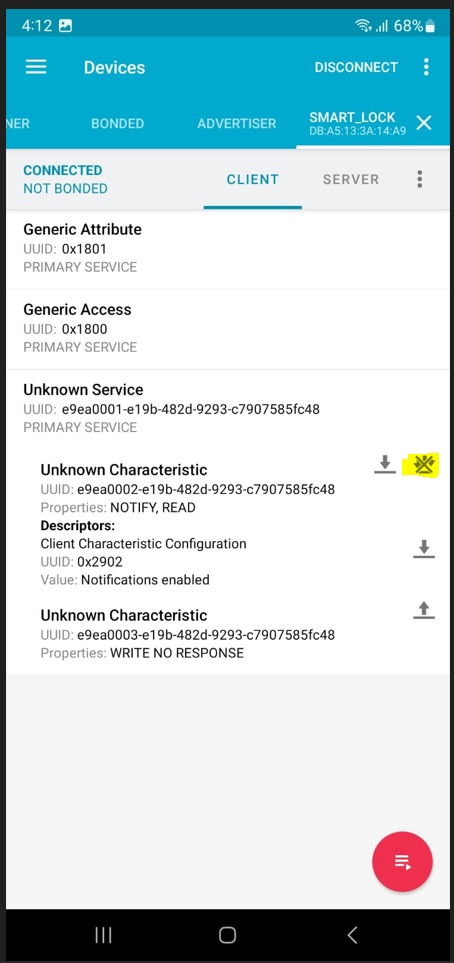 4:12
68%
Devices
DISCONNECT
NER
BONDED
ADVERTISER
SMART_LOCK
DB:A5:13:3A:14:A9
CONNECTED
NOT BONDED
CLIENT
SERVER
Generic Attribute
UUID: 0x1801
PRIMARY SERVICE
Generic Access
UUID: 0x1800
PRIMARY SERVICE
Unknown Service
UUID: e9ea0001-e19b-482d-9293-c7907585fc48
PRIMARY SERVICE
Unknown Characteristic
UUID: e9ea0002-e19b-482d-9293-c7907585fc48
Properties: NOTIFY, READ
Descriptors:
Client Characteristic Configuration
UUID: 0x2902
Value: Notifications enabled
Unknown Characteristic
UUID: e9ea0003-e19b-482d-9293-c7907585fc48
Properties: WRITE NO RESPONSE